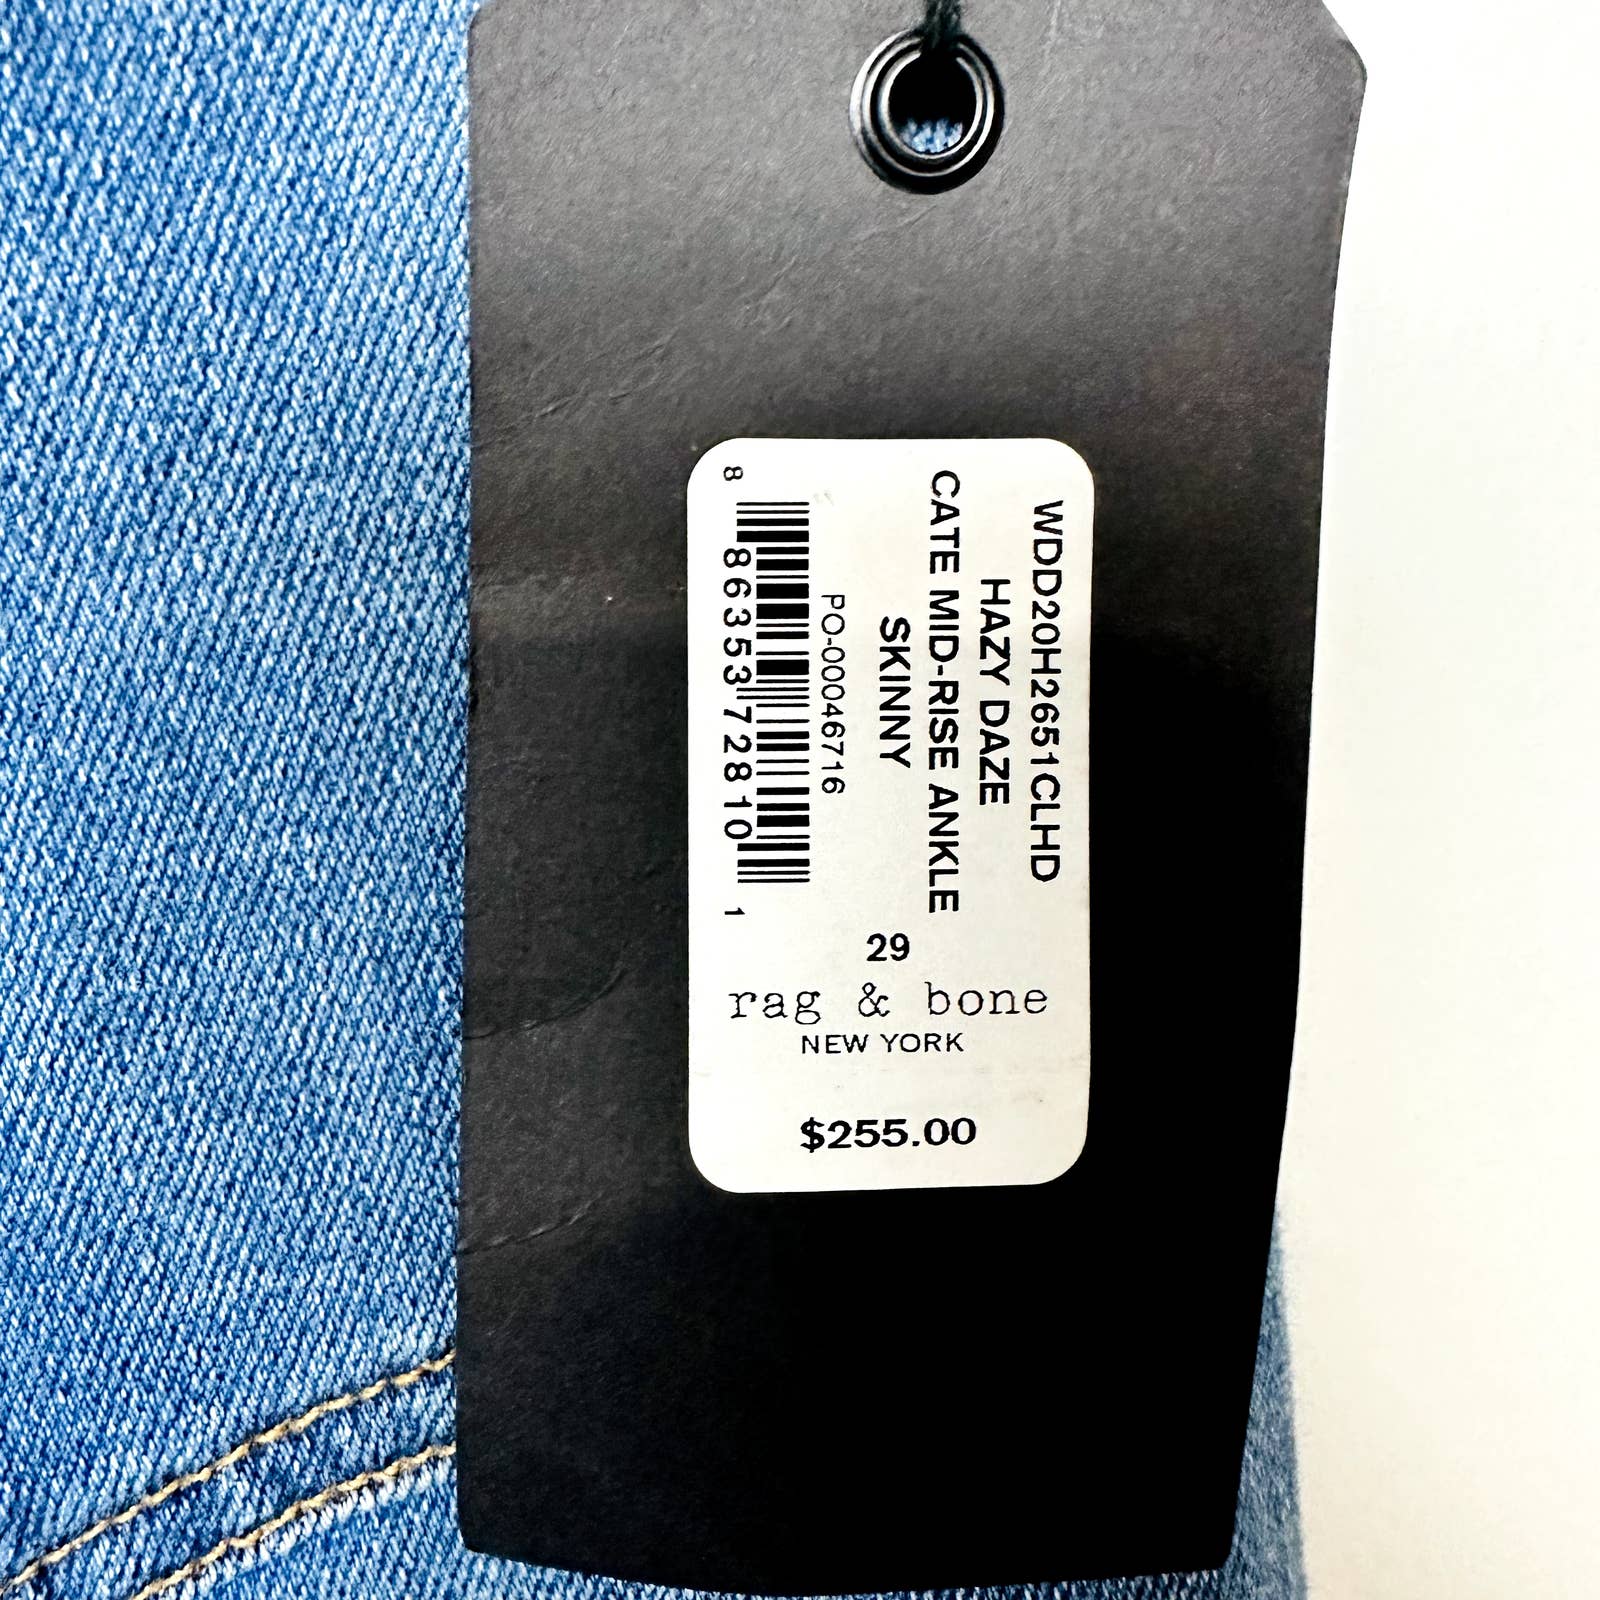 WDD20H2651CLHD
HAZY DAZE
CATE MID-RISE ANKLE
SKINNY
PO-00046716
8 86353 72810 1
29
rag & bone
NEW YORK
$255.00